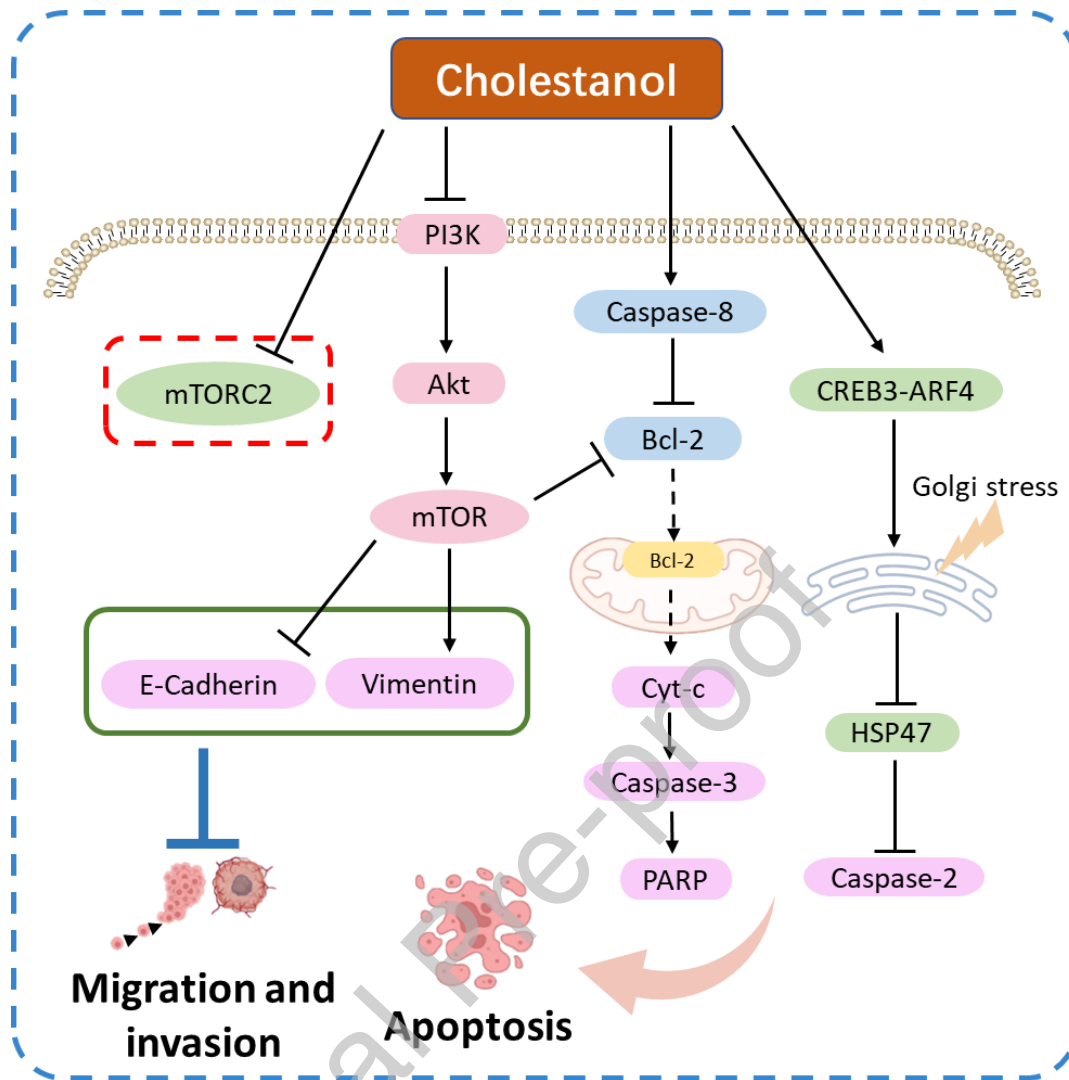 Cholestanol
PI3K
Caspase-8
mTORC2
Akt
CREB3-ARF4
Bcl-2
Golgi stress
mTOR
Bcl-2
E-Cadherin
Vimentin
Cyt-c
HSP47
Caspase-3
PARP
Caspase-2
Migration and
invasion
Apoptosis
al Pre-proof